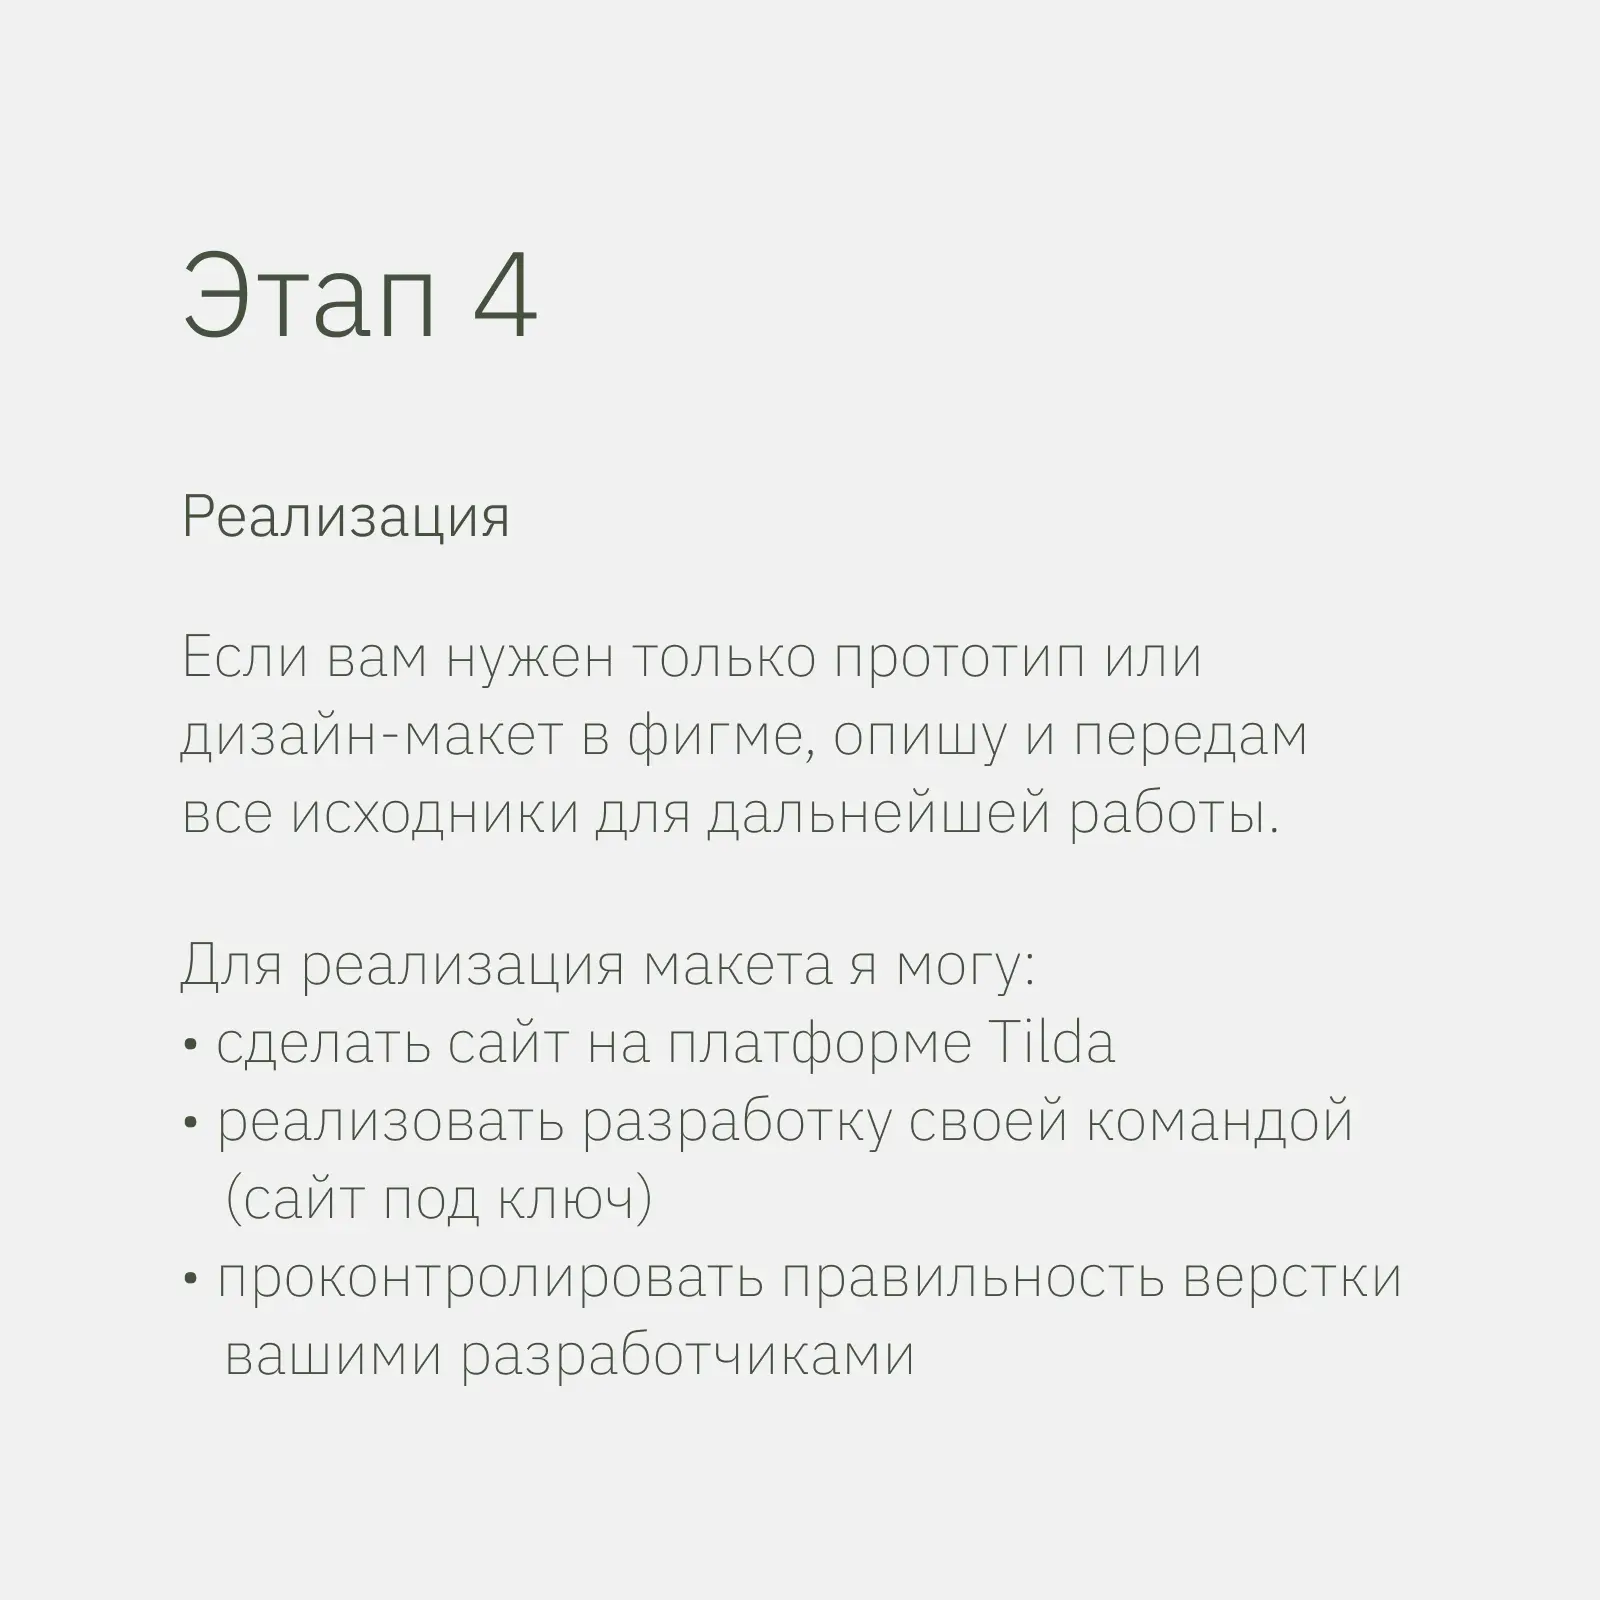 Этап 4
Реализация
Если вам нужен только прототип или
дизайн-макет в фигме, опишу и передам
все исходники для дальнейшей работы.
Для реализация макета я могу:
• сделать сайт на платформе Tilda
• реализовать разработку своей командой
(сайт под ключ)
• проконтролировать правильность верстки
вашими разработчиками